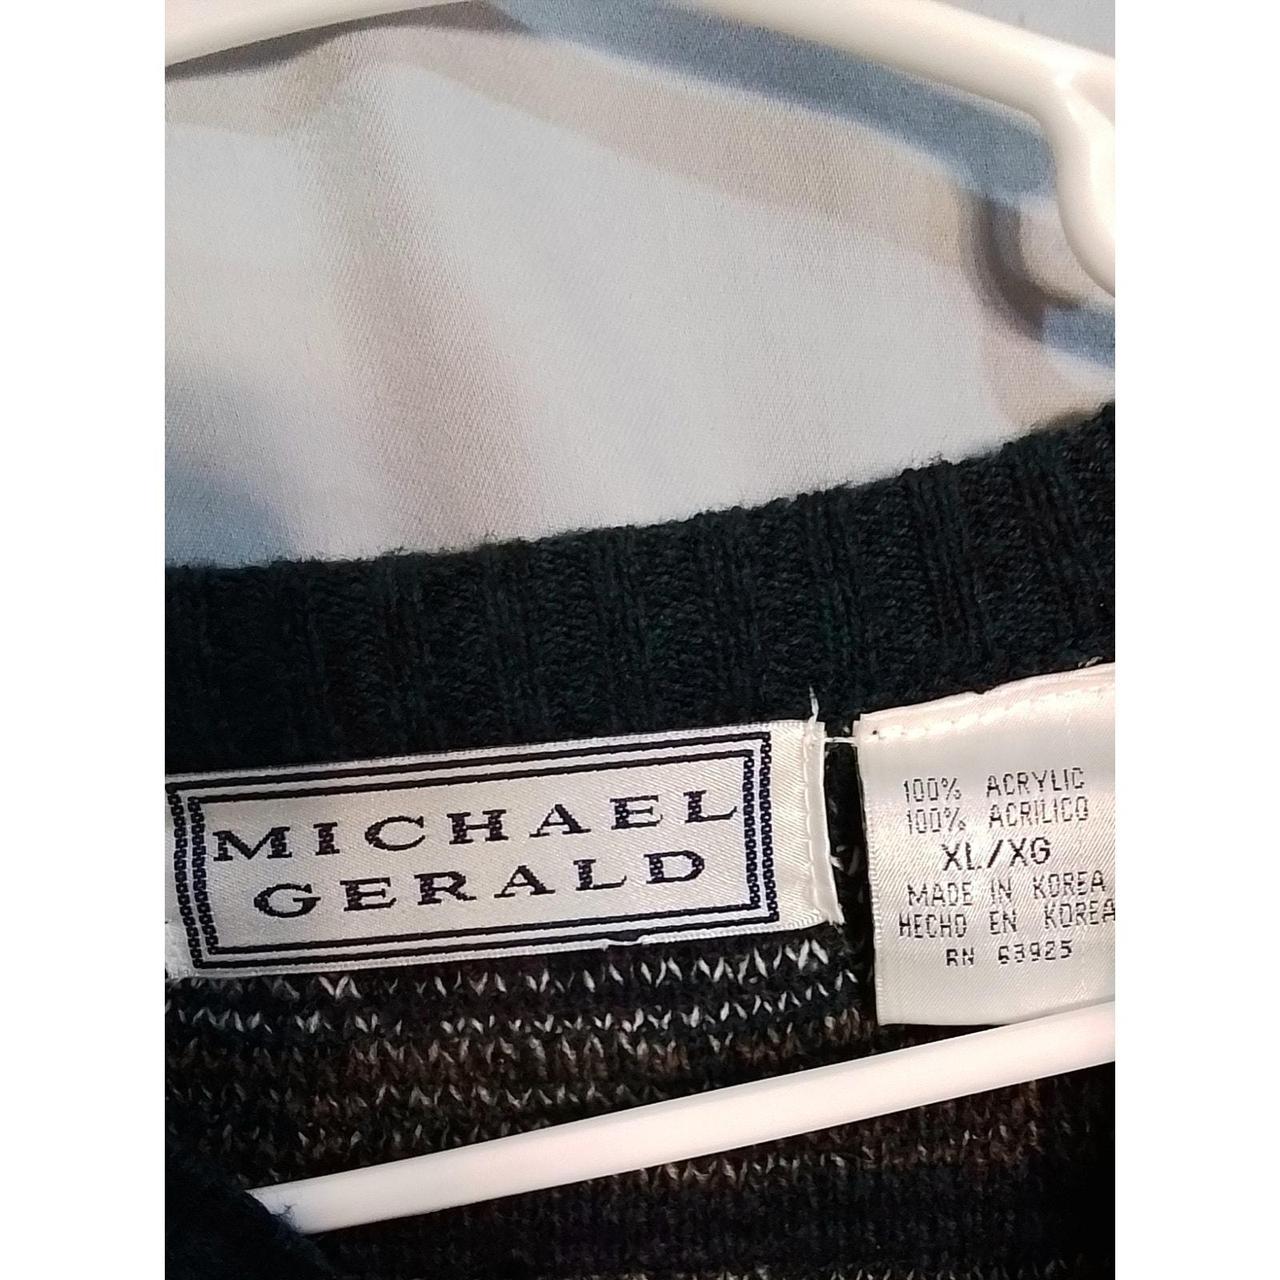 MICHAEL
GERALD
100% ACRYLIC
100% ACRILICO
XL/XG
MADE IN KOREA
HECHO EN KOREA
RN 63925